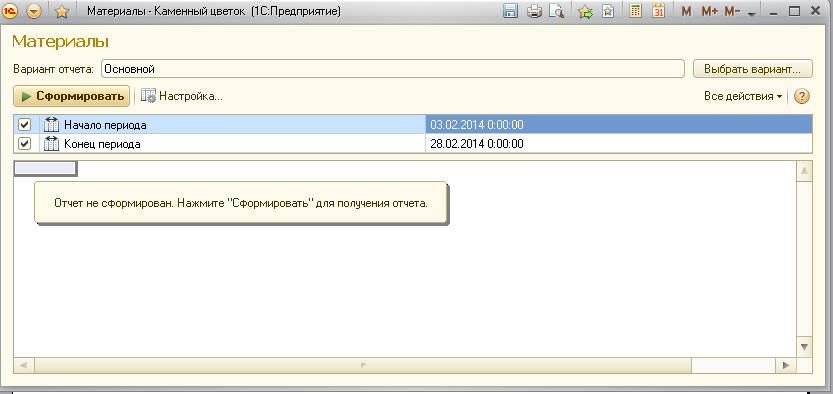 Материалы - Каменный цветок (1С:Предприятие)
M M+ M-
Материалы
Вариант отчета: Основной Выбрать вариант...
Сформировать Настройка... Все действия ?
Начало периода 03.02.2014 0:00:00
Конец периода 28.02.2014 0:00:00
Отчет не сформирован. Нажмите "Сформировать" для получения отчета.